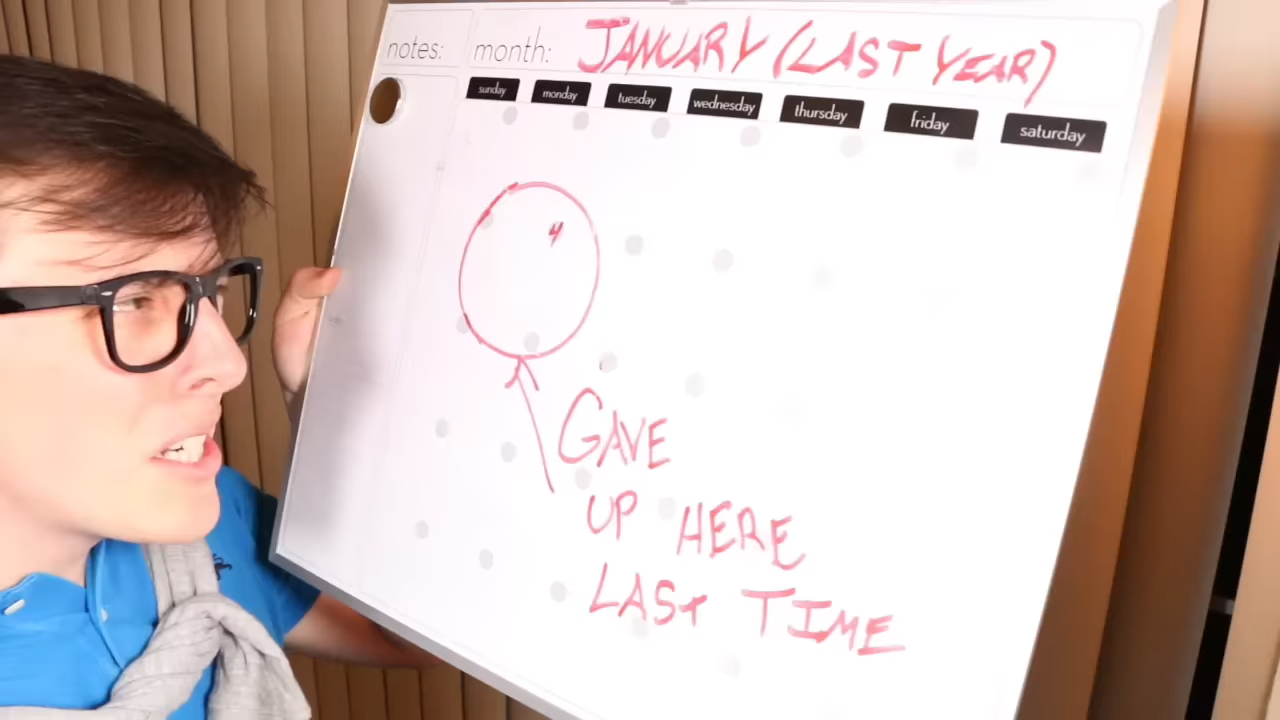 notes: month: JANUARY (LAST YEAR)
sunday monday tuesday wednesday thursday friday saturday
4
GAVE
UP HERE
LAST TIME